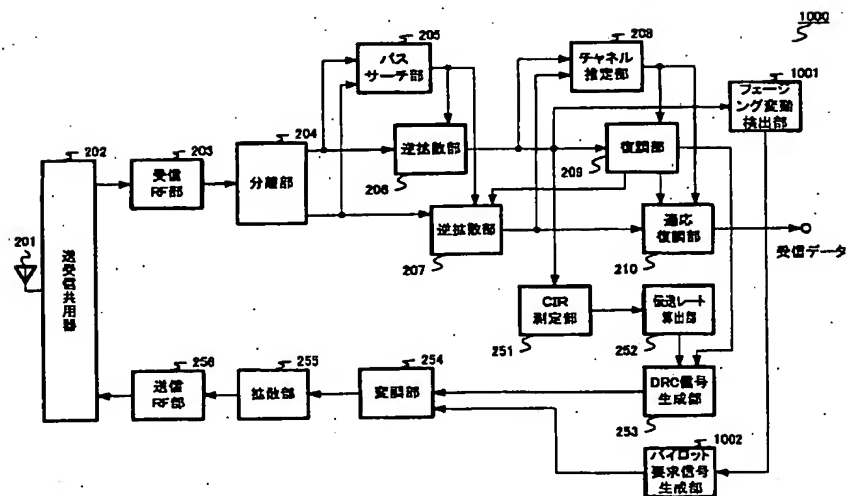 1000
205
パス
サーチ部
208
チャネル
推定部
1001
フェージ
ング変動
検出部
202
203
受信
RF部
204
分離部
逆拡散部
206
復調部
209
201
送受信共用器
逆拡散部
207
適応
復調部
210
受信データ
CIR
測定部
251
伝送レート
算出部
252
256
送信
RF部
255
拡散部
254
変調部
DRC信号
生成部
253
1002
パイロット
要求信号
生成部